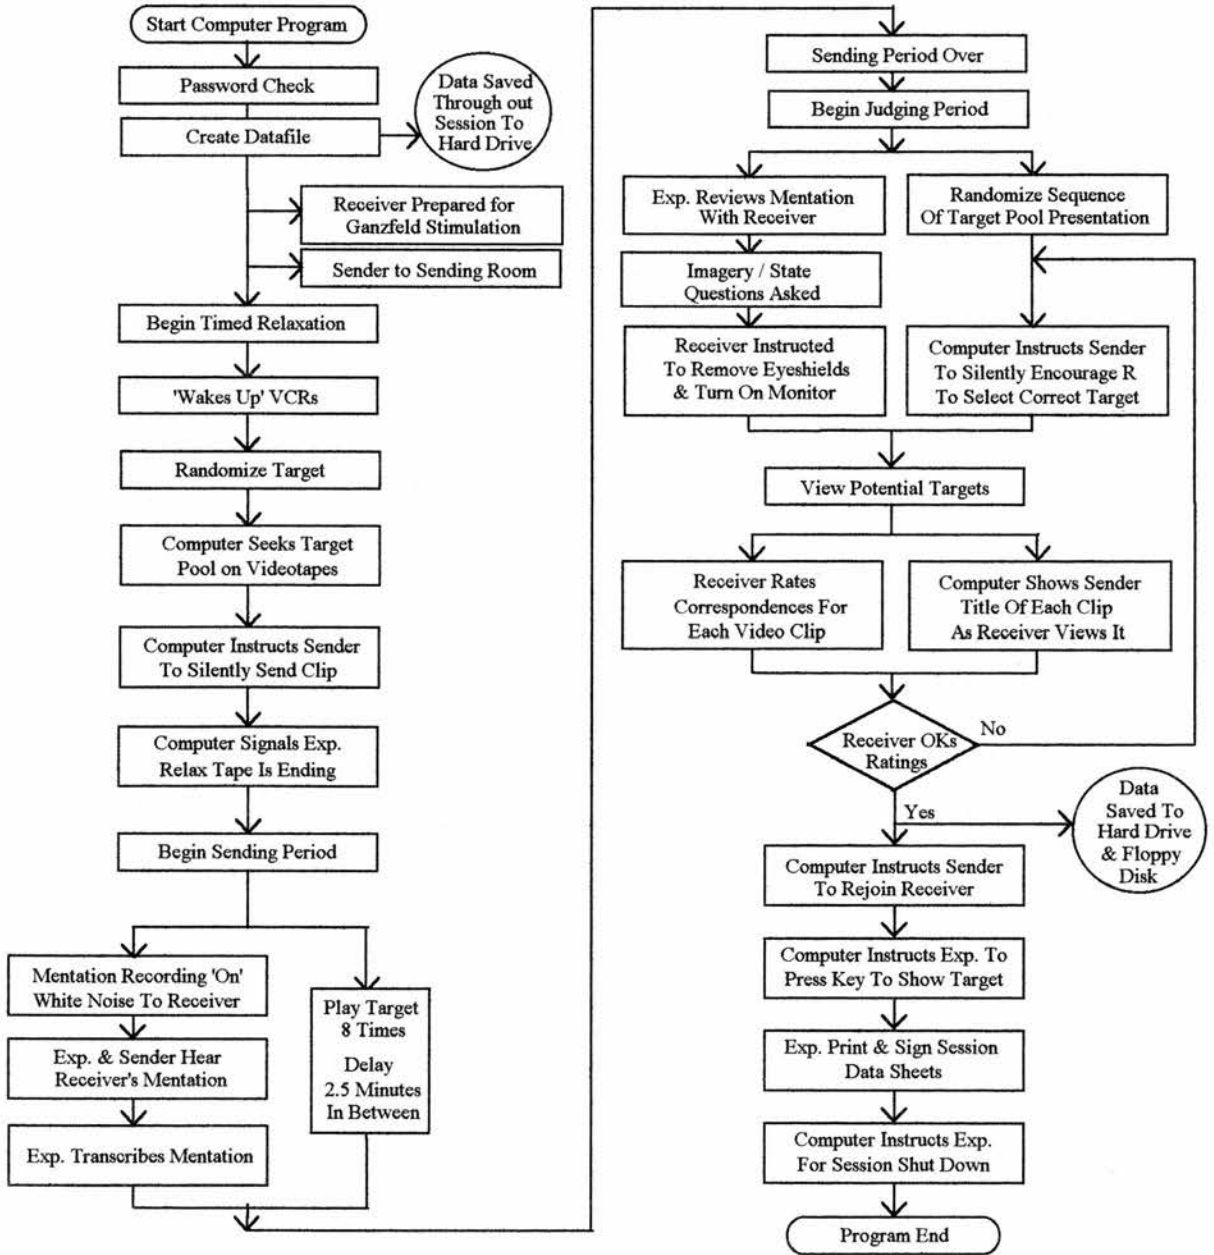 Start Computer Program
Password Check
Create Datafile
Data Saved
Through out
Session To
Hard Drive
Receiver Prepared for
Ganzfeld Stimulation
Sender to Sending Room
Begin Timed Relaxation
'Wakes Up' VCRs
Randomize Target
Computer Seeks Target
Pool on Videotapes
Computer Instructs Sender
To Silently Send Clip
Computer Signals Exp.
Relax Tape Is Ending
Begin Sending Period
Mentation Recording 'On'
White Noise To Receiver
Exp. & Sender Hear
Receiver's Mentation
Exp. Transcribes Mentation
Play Target
8 Times
Delay
2.5 Minutes
In Between
Sending Period Over
Begin Judging Period
Exp. Reviews Mentation
With Receiver
Imagery / State
Questions Asked
Receiver Instructed
To Remove Eyeshields
& Turn On Monitor
Randomize Sequence
Of Target Pool Presentation
Computer Instructs Sender
To Silently Encourage R
To Select Correct Target
View Potential Targets
Receiver Rates
Correspondences For
Each Video Clip
Computer Shows Sender
Title Of Each Clip
As Receiver Views It
Receiver OKs
Ratings
No
Yes
Data
Saved To
Hard Drive
& Floppy
Disk
Computer Instructs Sender
To Rejoin Receiver
Computer Instructs Exp. To
Press Key To Show Target
Exp. Print & Sign Session
Data Sheets
Computer Instructs Exp.
For Session Shut Down
Program End